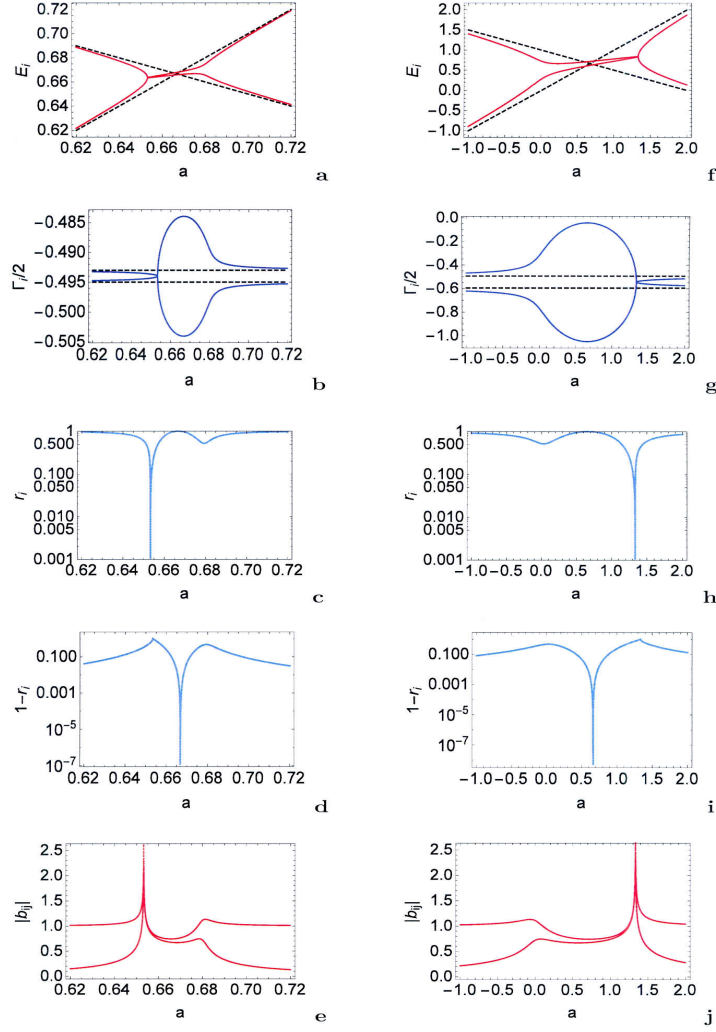 0.72
0.70
0.68
0.66
0.64
0.62
E_i
0.62 0.64 0.66 0.68 0.70 0.72
a
a
2.0
1.5
1.0
0.5
0.0
-0.5
-1.0
E_i
-1.0 -0.5 0.0 0.5 1.0 1.5 2.0
a
f
-0.485
-0.490
-0.495
-0.500
-0.505
Γ_i/2
0.62 0.64 0.66 0.68 0.70 0.72
a
b
0.0
-0.2
-0.4
-0.6
-0.8
-1.0
Γ_i/2
-1.0 -0.5 0.0 0.5 1.0 1.5 2.0
a
g
1
0.500
0.100
0.050
0.010
0.005
0.001
r_i
0.62 0.64 0.66 0.68 0.70 0.72
a
c
1
0.500
0.100
0.050
0.010
0.005
0.001
r_i
-1.0 -0.5 0.0 0.5 1.0 1.5 2.0
a
h
0.100
0.001
10^-5
10^-7
1-r_i
0.62 0.64 0.66 0.68 0.70 0.72
a
d
0.100
0.001
10^-5
10^-7
1-r_i
-1.0 -0.5 0.0 0.5 1.0 1.5 2.0
a
i
2.5
2.0
1.5
1.0
0.5
0.0
|b_ij|
0.62 0.64 0.66 0.68 0.70 0.72
a
e
2.5
2.0
1.5
1.0
0.5
0.0
|b_ij|
-1.0 -0.5 0.0 0.5 1.0 1.5 2.0
a
j